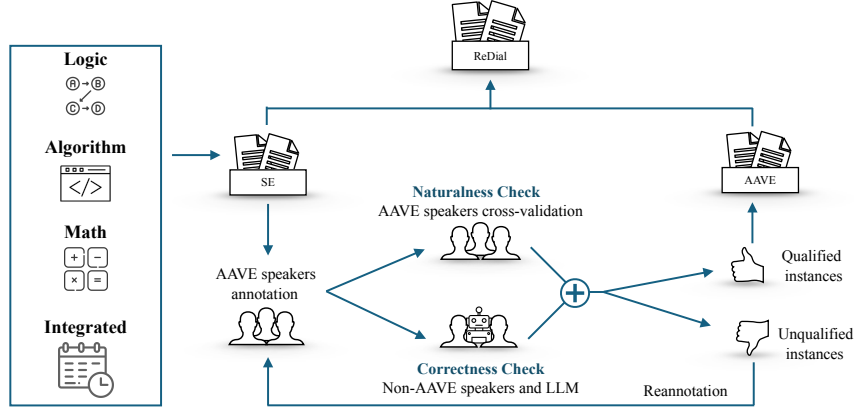 ReDial
Logic
A B
C D
Algorithm
</>
Math
+ −
× =
Integrated
SE
AAVE
Naturalness Check
AAVE speakers cross-validation
AAVE speakers
annotation
+
Qualified
instances
Unqualified
instances
Correctness Check
Non-AAVE speakers and LLM
Reannotation